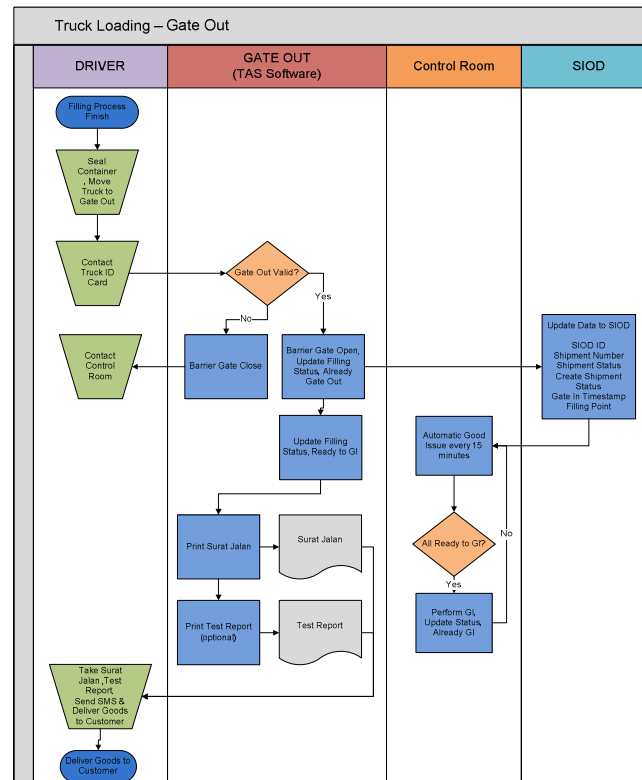 Truck Loading – Gate Out
DRIVER
GATE OUT
(TAS Software)
Control Room
SIOD
Filling Process
Finish
Seal
Container
, Move
Truck to
Gate Out
Contact
Truck ID
Card
Gate Out Valid?
Yes
No
Contact
Control
Room
Barrier Gate Close
Barrier Gate Open,
Update Filling
Status, Already
Gate Out
Update Data to SIOD
SIOD ID
Shipment Number
Shipment Status
Create Shipment
Status
Gate In Timestamp
Filling Point
Update Filling
Status, Ready to GI
Automatic Good
Issue every 15
minutes
Print Surat Jalan
Surat Jalan
All Ready to GI?
No
Yes
Print Test Report
(optional)
Test Report
Perform GI,
Update Status,
Already GI
Take Surat
Jalan ,Test
Report,
Send SMS &
Deliver Goods
to Customer
Deliver Goods to
Customer